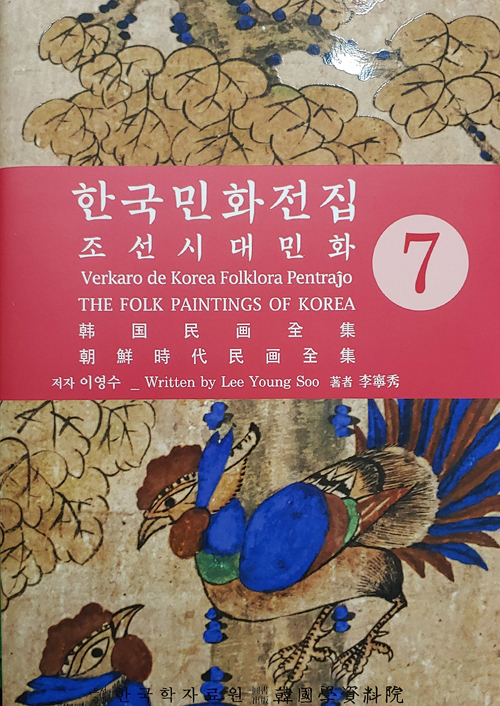 한국민화전집
조선시대민화
Verkaro de Korea Folklora Pentraĵo
THE FOLK PAINTINGS OF KOREA
韩国民画全集
朝鮮時代民画全集
7
저자 이영수 _ Written by Lee Young Soo 著者 李寧秀
한국학자료원 韓國學資料院